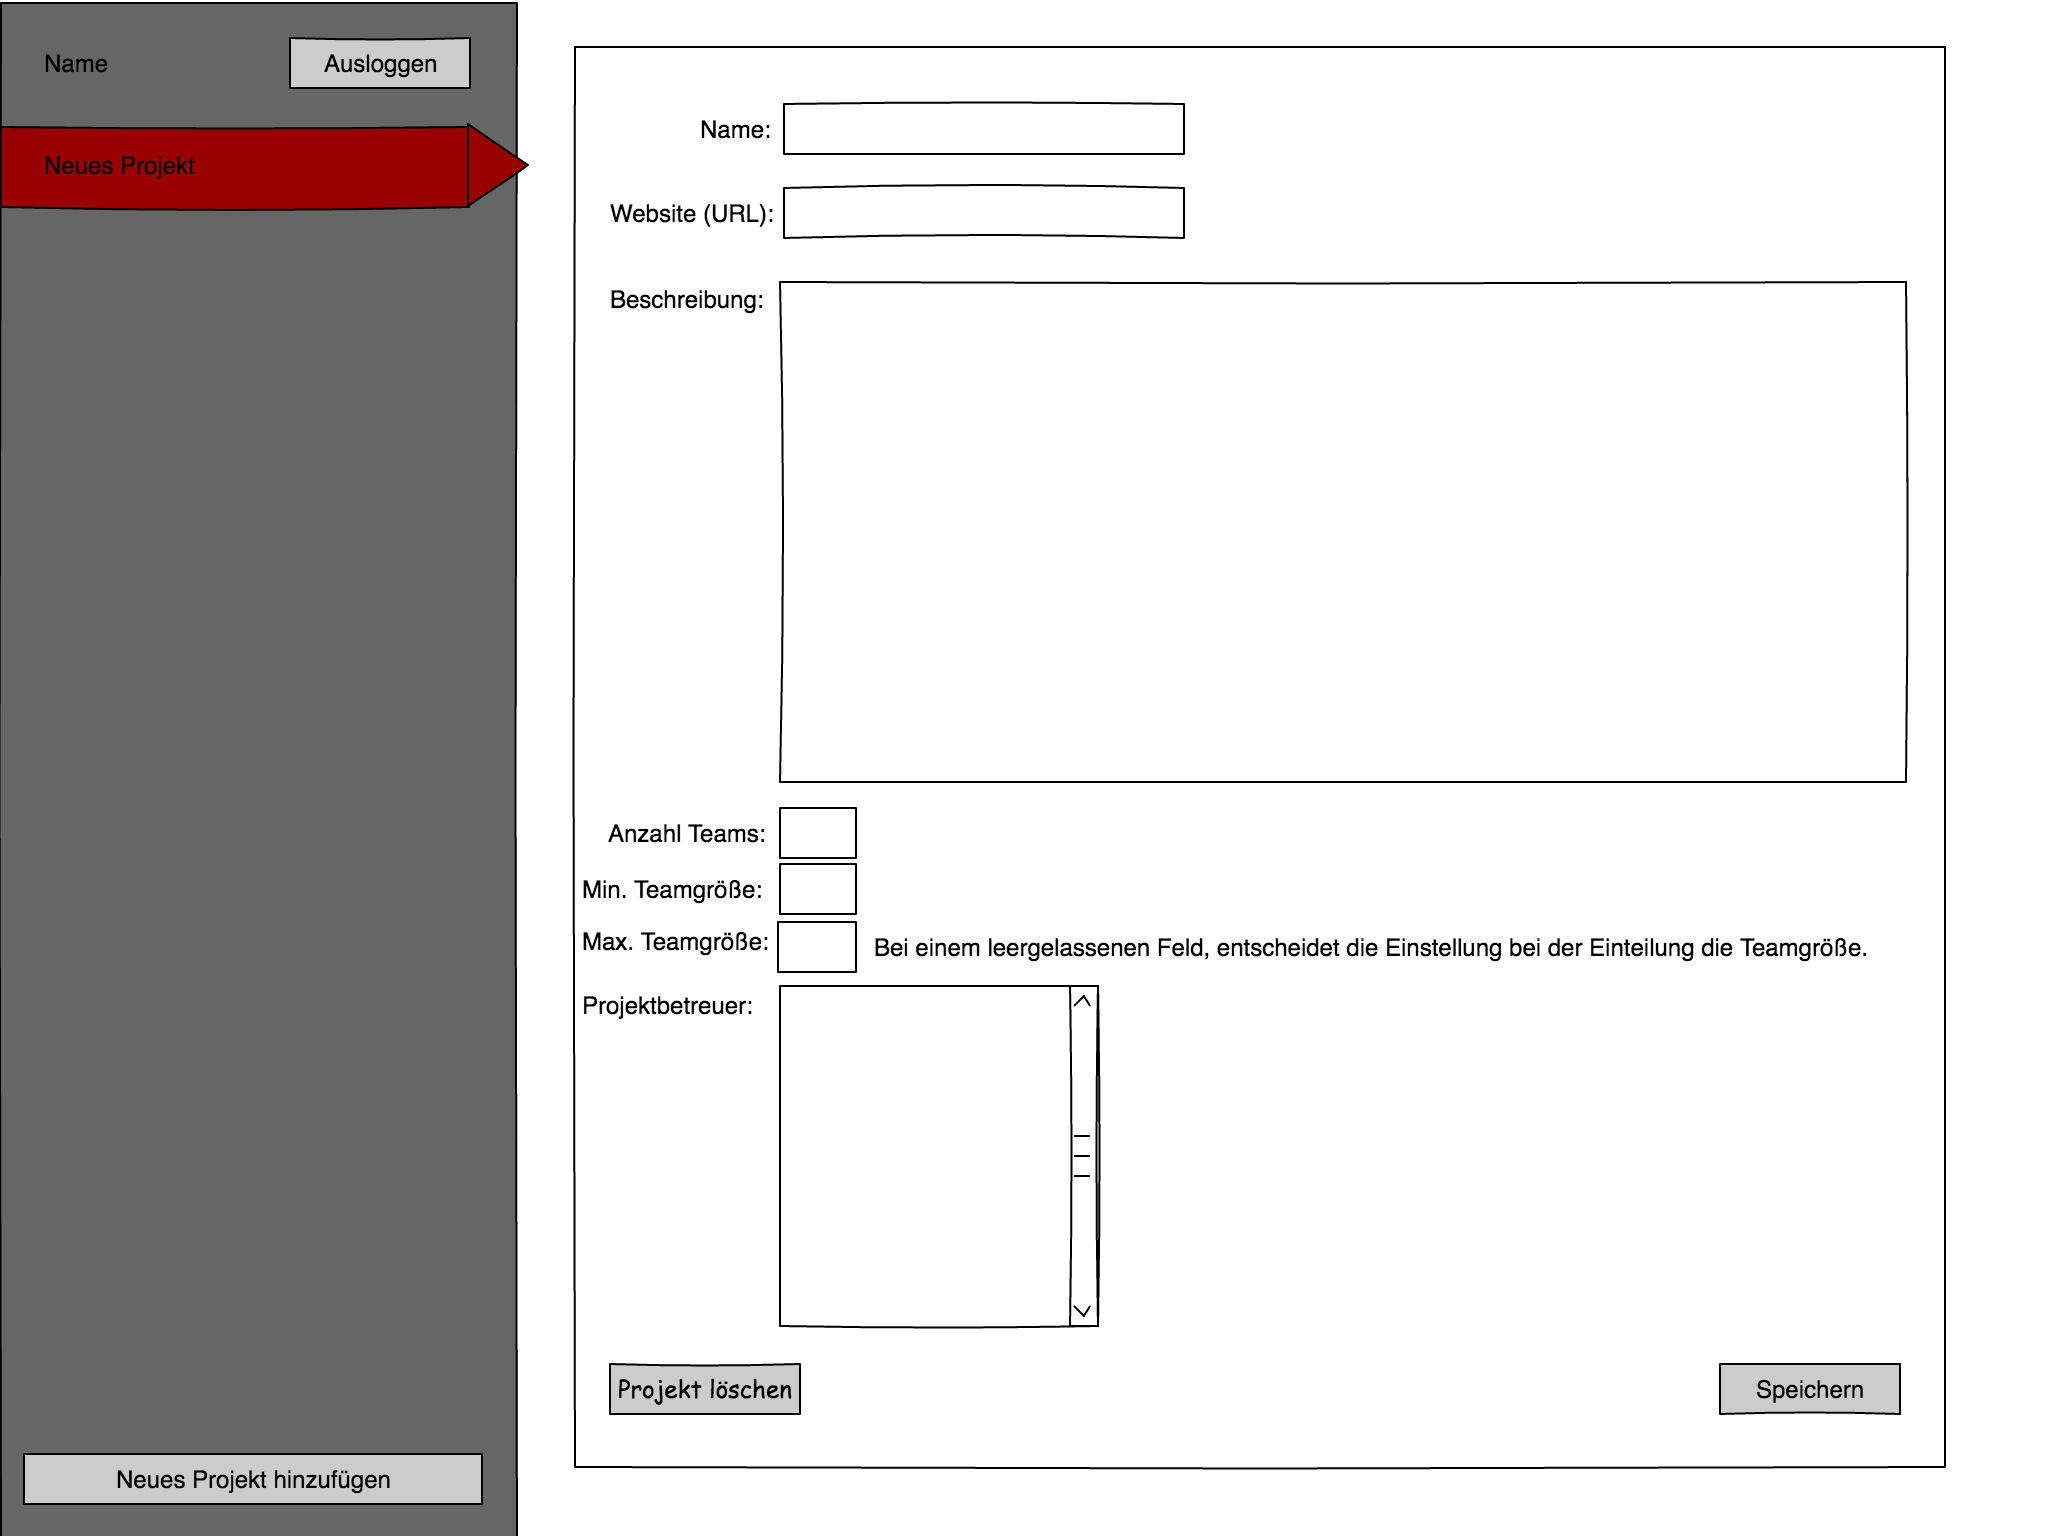 Name
Ausloggen
Neues Projekt
Neues Projekt hinzufügen
Name:
Website (URL):
Beschreibung:
Anzahl Teams:
Min. Teamgröße:
Max. Teamgröße:
Bei einem leergelassenen Feld, entscheidet die Einstellung bei der Einteilung die Teamgröße.
Projektbetreuer:
Projekt löschen
Speichern